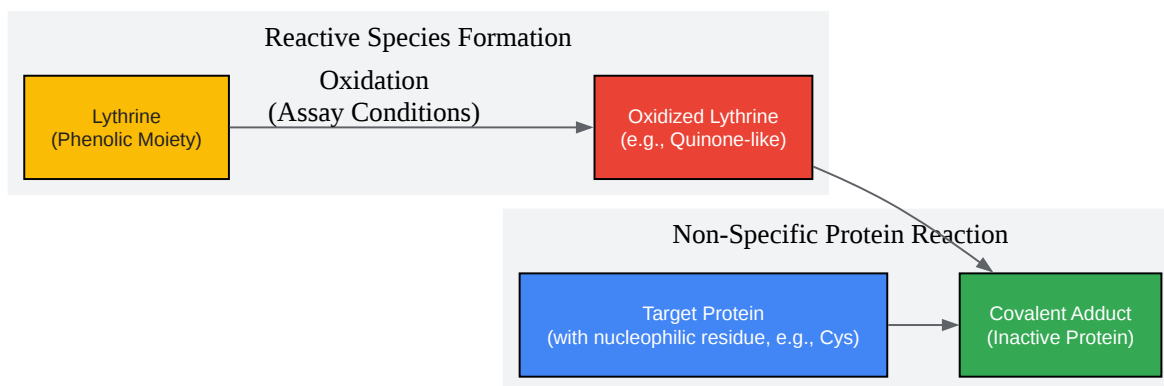 Reactive Species Formation
Oxidation
(Assay Conditions)
Lythrine
(Phenolic Moiety)
Oxidized Lythrine
(e.g., Quinone-like)
Non-Specific Protein Reaction
Target Protein
(with nucleophilic residue, e.g., Cys)
Covalent Adduct
(Inactive Protein)